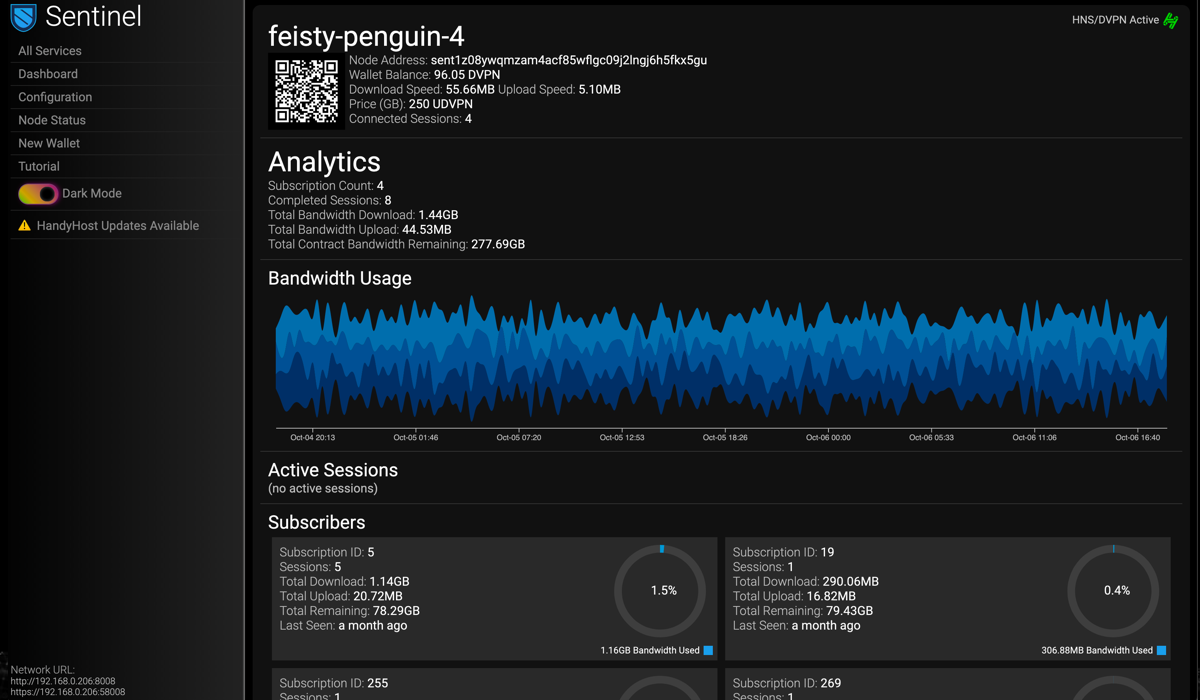 Sentinel
All Services
Dashboard
Configuration
Node Status
New Wallet
Tutorial
Dark Mode
HandyHost Updates Available
Network URL:
http://192.168.0.206:8008
https://192.168.0.206:58008
HNS/DVPN Active
feisty-penguin-4
Node Address: sent1z08ywqmzam4acf85wflgc09j2lngj6h5fkx5gu
Wallet Balance: 96.05 DVPN
Download Speed: 55.66MB Upload Speed: 5.10MB
Price (GB): 250 UDVPN
Connected Sessions: 4
Analytics
Subscription Count: 4
Completed Sessions: 8
Total Bandwidth Download: 1.44GB
Total Bandwidth Upload: 44.53MB
Total Contract Bandwidth Remaining: 277.69GB
Bandwidth Usage
Oct-04 20:13 Oct-05 01:46 Oct-05 07:20 Oct-05 12:53 Oct-05 18:26 Oct-06 00:00 Oct-06 05:33 Oct-06 11:06 Oct-06 16:40
Active Sessions
(no active sessions)
Subscribers
Subscription ID: 5
Sessions: 5
Total Download: 1.14GB
Total Upload: 20.72MB
Total Remaining: 78.29GB
Last Seen: a month ago
1.5%
1.16GB Bandwidth Used
Subscription ID: 19
Sessions: 1
Total Download: 290.06MB
Total Upload: 16.82MB
Total Remaining: 79.43GB
Last Seen: a month ago
0.4%
306.88MB Bandwidth Used
Subscription ID: 255
Sessions: 1
Subscription ID: 269
Sessions: 1